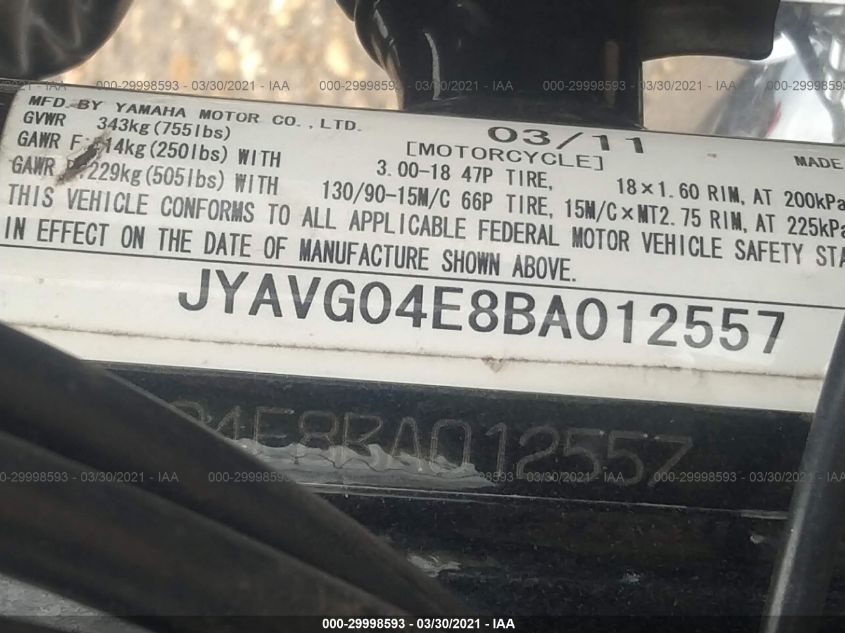 000-29998593 - 03/30/2021 - IAA
MFD. BY YAMAHA MOTOR CO., LTD. 03/11 MADE
GVWR 343kg(755lbs) [MOTORCYCLE]
GAWR F: 14kg(250lbs) WITH 3.00-18 47P TIRE, 18×1.60 RIM, AT 200kPa
GAWR 229kg(505lbs) WITH 130/90-15M/C 66P TIRE, 15M/C×MT2.75 RIM, AT 225kPa
THIS VEHICLE CONFORMS TO ALL APPLICABLE FEDERAL MOTOR VEHICLE SAFETY STA
IN EFFECT ON THE DATE OF MANUFACTURE SHOWN ABOVE.
JYAVG04E8BA012557
04E8BA012557
000-29998593 - 03/30/2021 - IAA
000-29998593 - 03/30/2021 - IAA